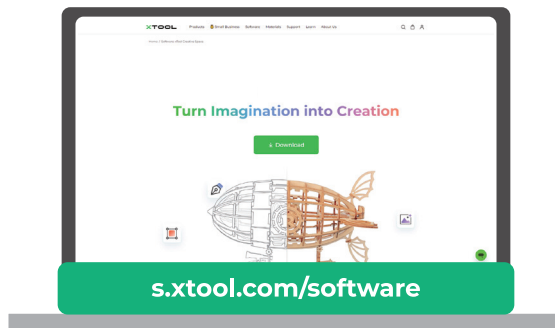 xTOOL Products Small Business Software Materials Support Learn About Us
Turn Imagination into Creation
Download
s.xtool.com/software